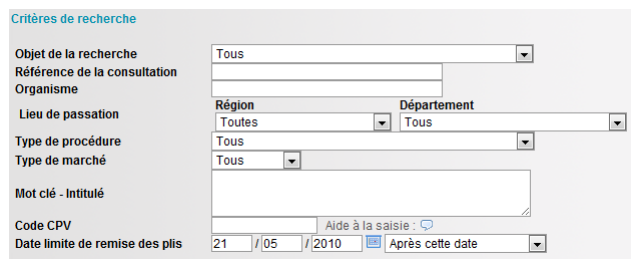 Critères de recherche
Objet de la recherche Tous
Référence de la consultation
Organisme
Région Département
Lieu de passation Toutes Tous
Type de procédure Tous
Type de marché Tous
Mot clé - Intitulé
Code CPV Aide à la saisie :
Date limite de remise des plis 21 / 05 / 2010 Après cette date